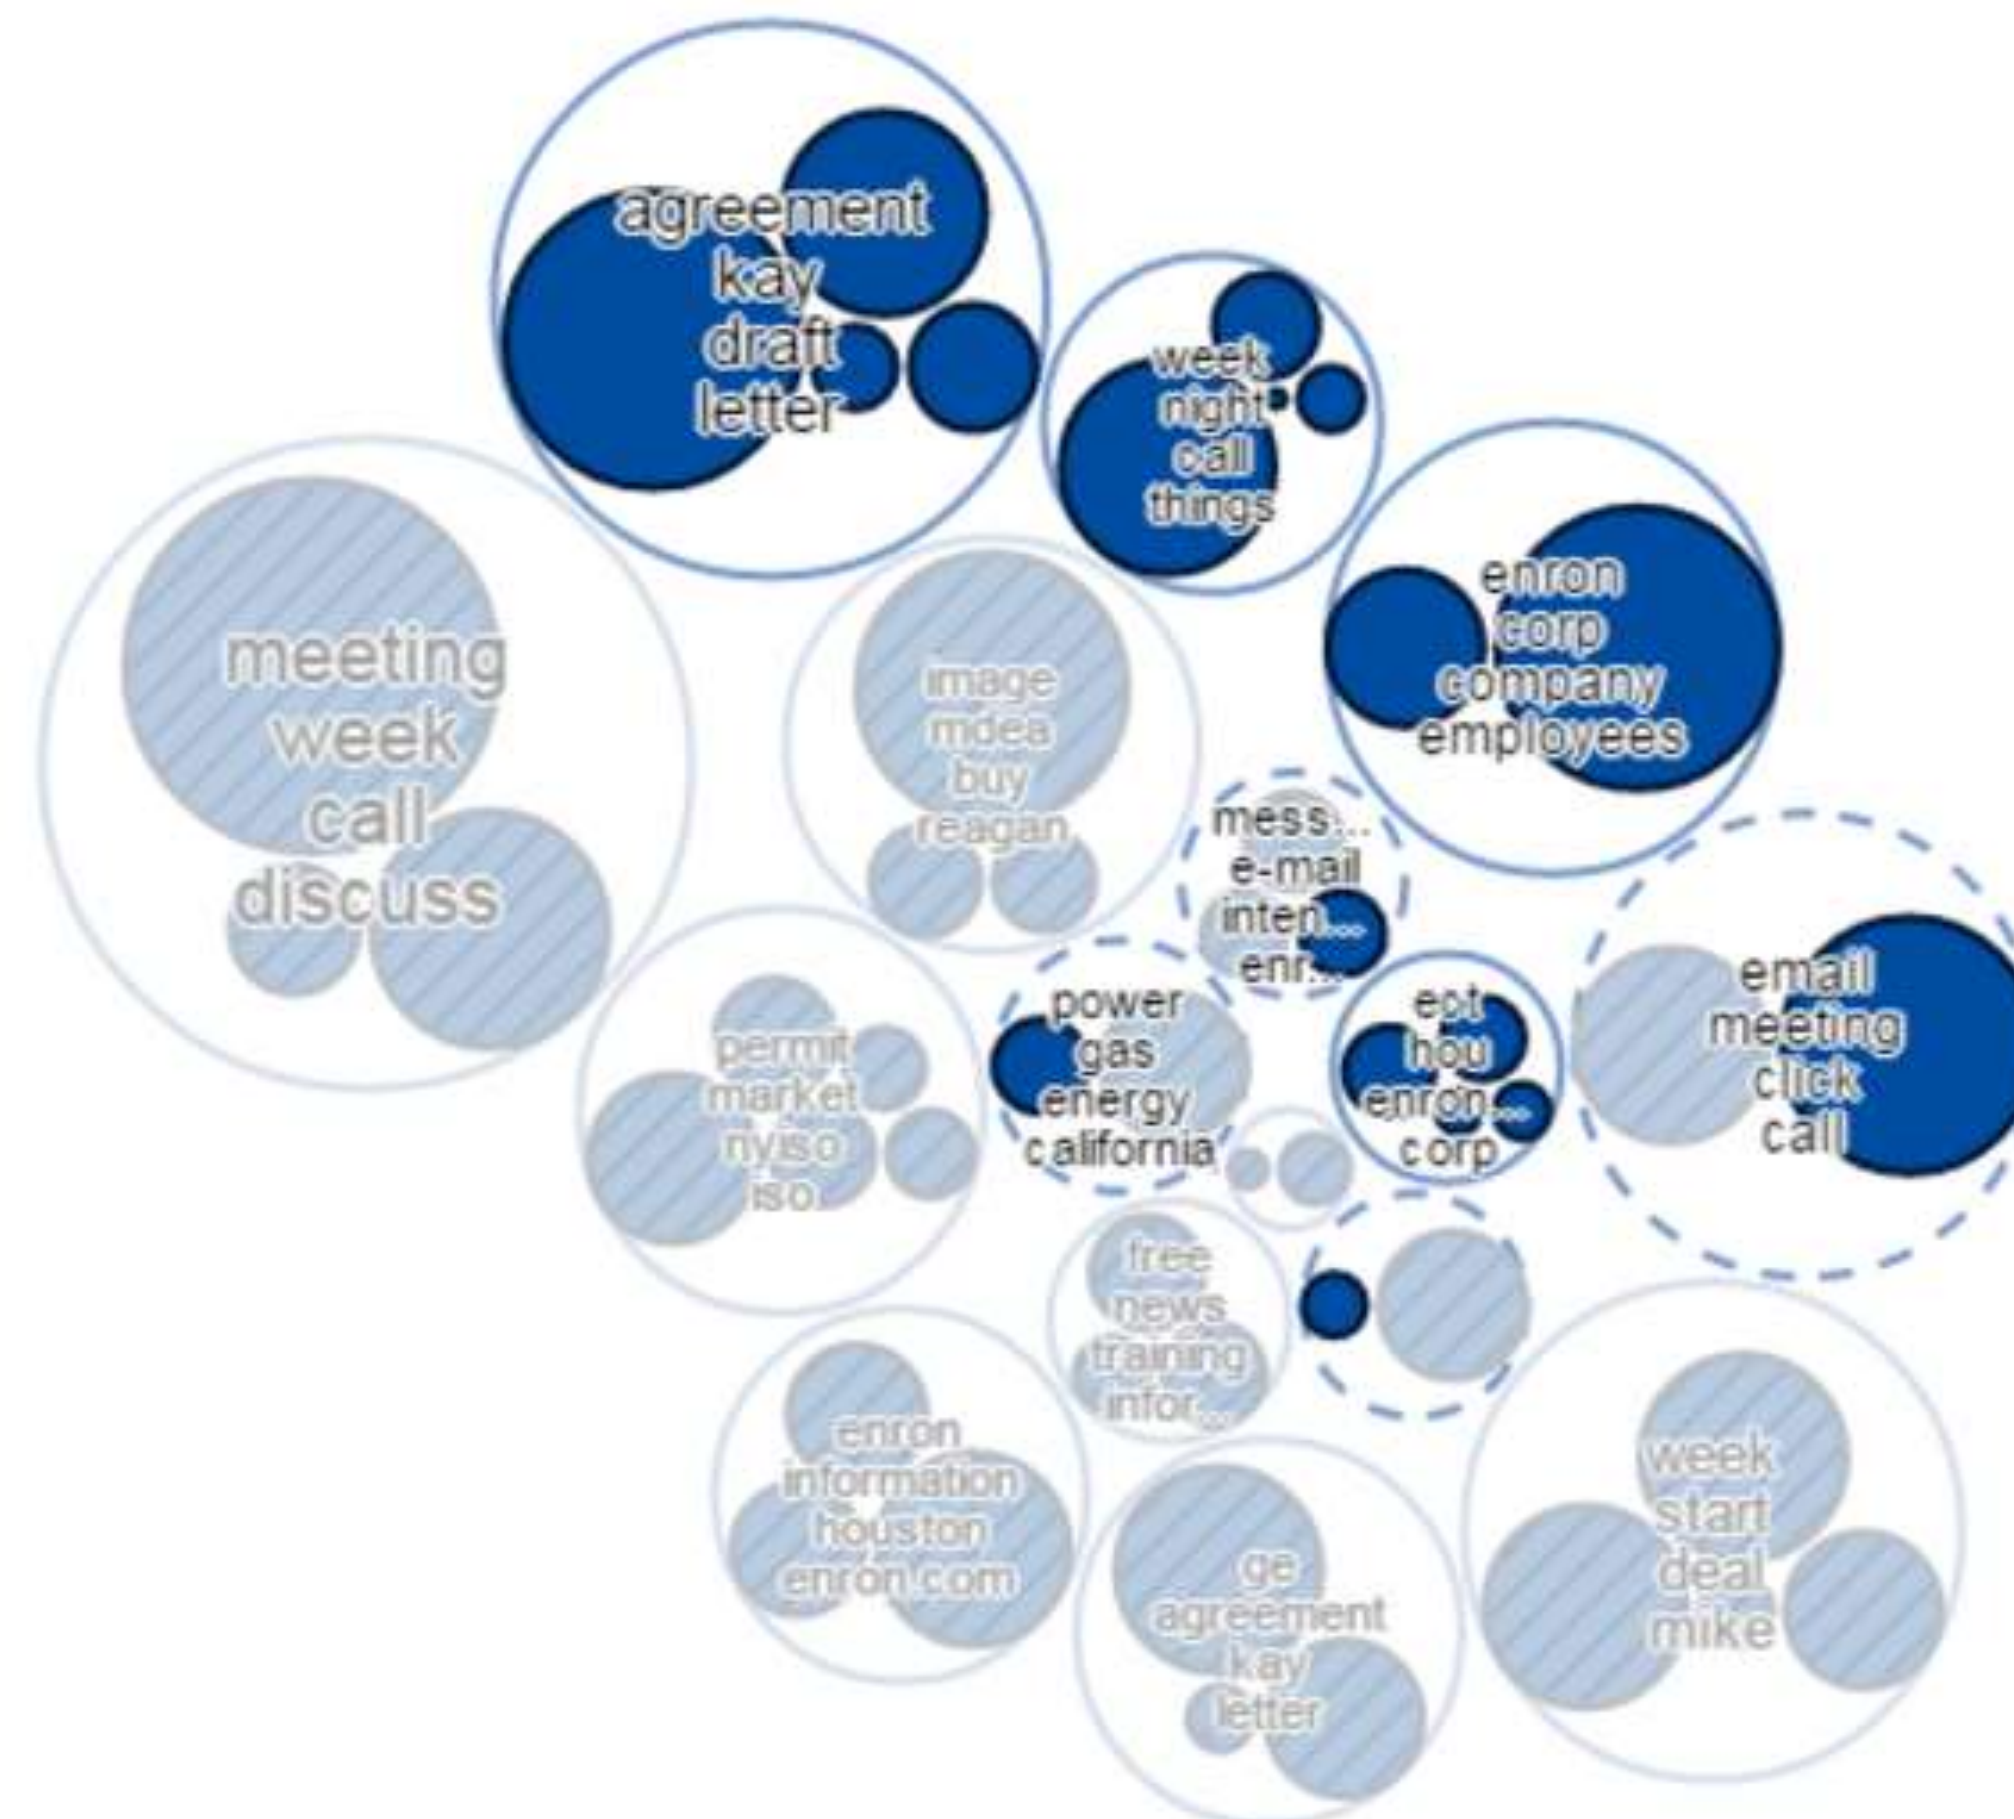 agreement
kay
draft
letter
week
night
call
things
enron
corp
company
employees
meeting
week
call
discuss
image
mdea
buy
reagan
mess...
e-mail
inten...
enr...
email
meeting
click
call
power
gas
energy
california
hou
enron...
corp
permit
market
nyiso
iso
free
news
training
infor...
enron
information
houston
enron.com
ge
agreement
kay
letter
week
start
deal
mike